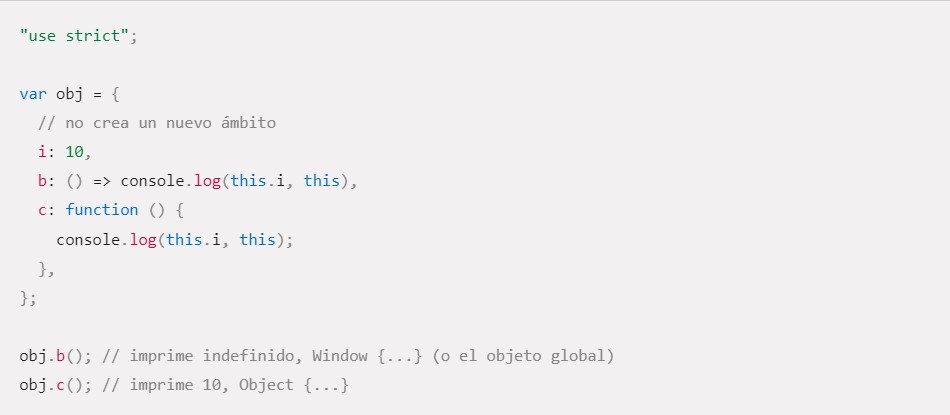 "use strict";

var obj = {
  // no crea un nuevo ámbito
  i: 10,
  b: () => console.log(this.i, this),
  c: function () {
    console.log(this.i, this);
  },
};

obj.b(); // imprime indefinido, Window {...} (o el objeto global)
obj.c(); // imprime 10, Object {...}